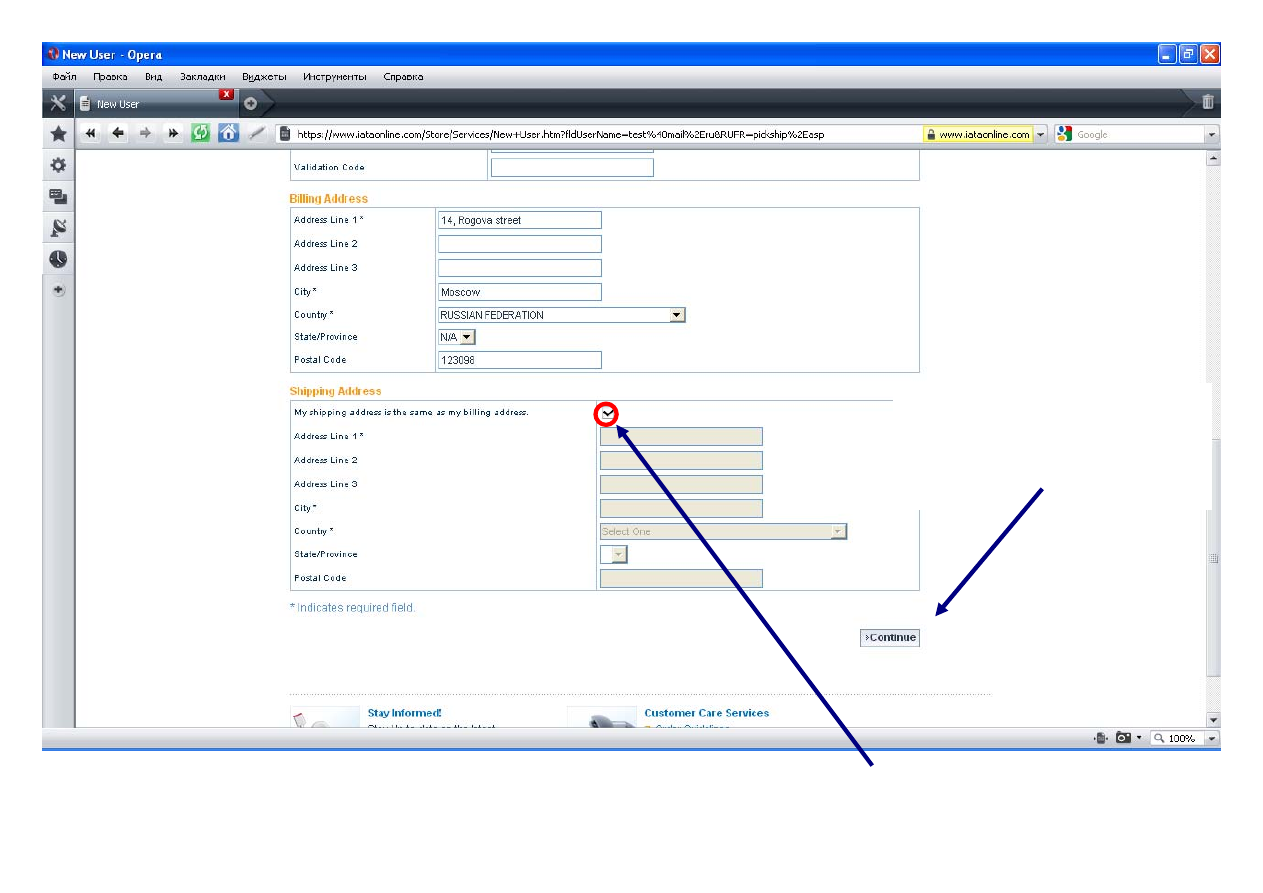 New User - Opera
Файл Правка Вид Закладки Виджеты Инструменты Справка
New User
https://www.iataonline.com/Store/Services/New+User.htm?fldUserName=test%40mail%2Eru&RUFR=pickship%2Easp www.iataonline.com Google
Validation Code
Billing Address
Address Line 1* 14, Rogova street
Address Line 2
Address Line 3
City* Moscow
Country* RUSSIAN FEDERATION
State/Province N/A
Postal Code 123098
Shipping Address
My shipping address is the same as my billing address.
Address Line 1*
Address Line 2
Address Line 3
City*
Country* Select One
State/Province
Postal Code
* Indicates required field.
»Continue
Stay Informed! Customer Care Services
100%